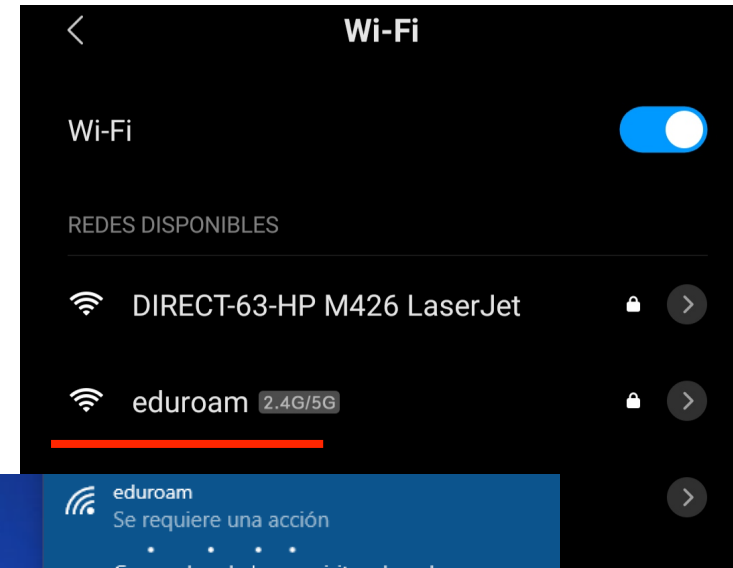 Wi-Fi
Wi-Fi
REDES DISPONIBLES
DIRECT-63-HP M426 LaserJet
eduroam 2.4G/5G
eduroam
Se requiere una acción